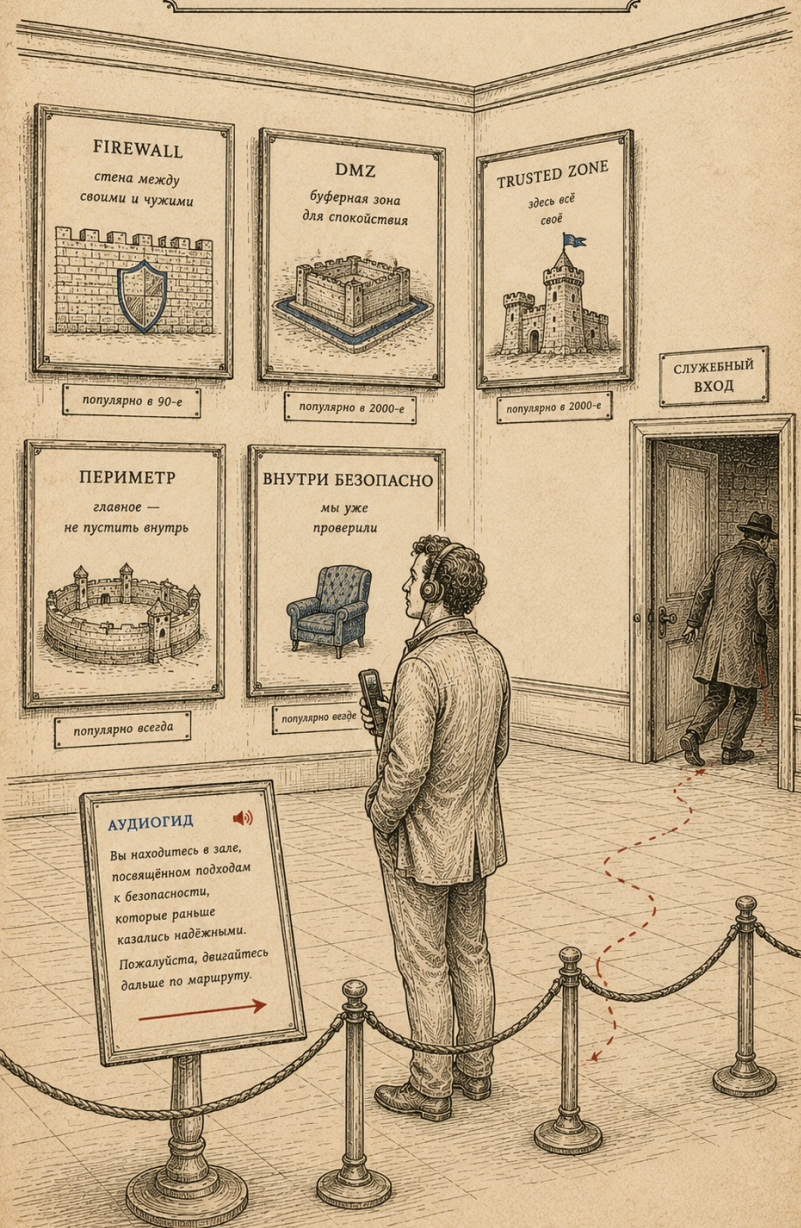 FIREWALL
стена между
своими и чужими
популярно в 90-е
DMZ
буферная зона
для спокойствия
популярно в 2000-е
TRUSTED ZONE
здесь всё
своё
популярно в 2000-е
СЛУЖЕБНЫЙ
ВХОД
ПЕРИМЕТР
главное —
не пустить внутрь
популярно всегда
ВНУТРИ БЕЗОПАСНО
мы уже
проверили
популярно везде
АУДИОГИД
Вы находитесь в зале,
посвящённом подходам
к безопасности,
которые раньше
казались надёжными.
Пожалуйста, двигайтесь
дальше по маршруту.